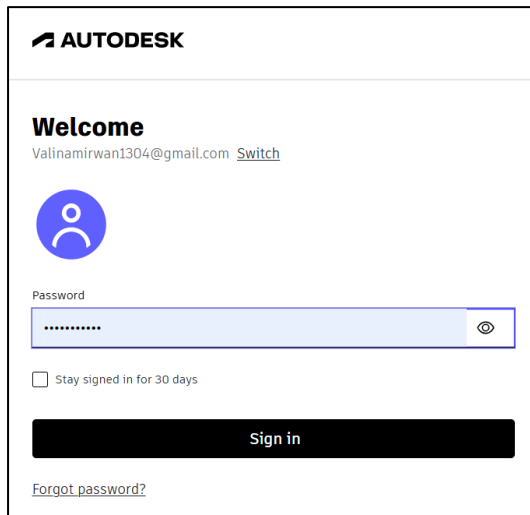 AUTODESK
Welcome
Valinamirwan1304@gmail.com Switch
Password
•••••••••••
Stay signed in for 30 days
Sign in
Forgot password?